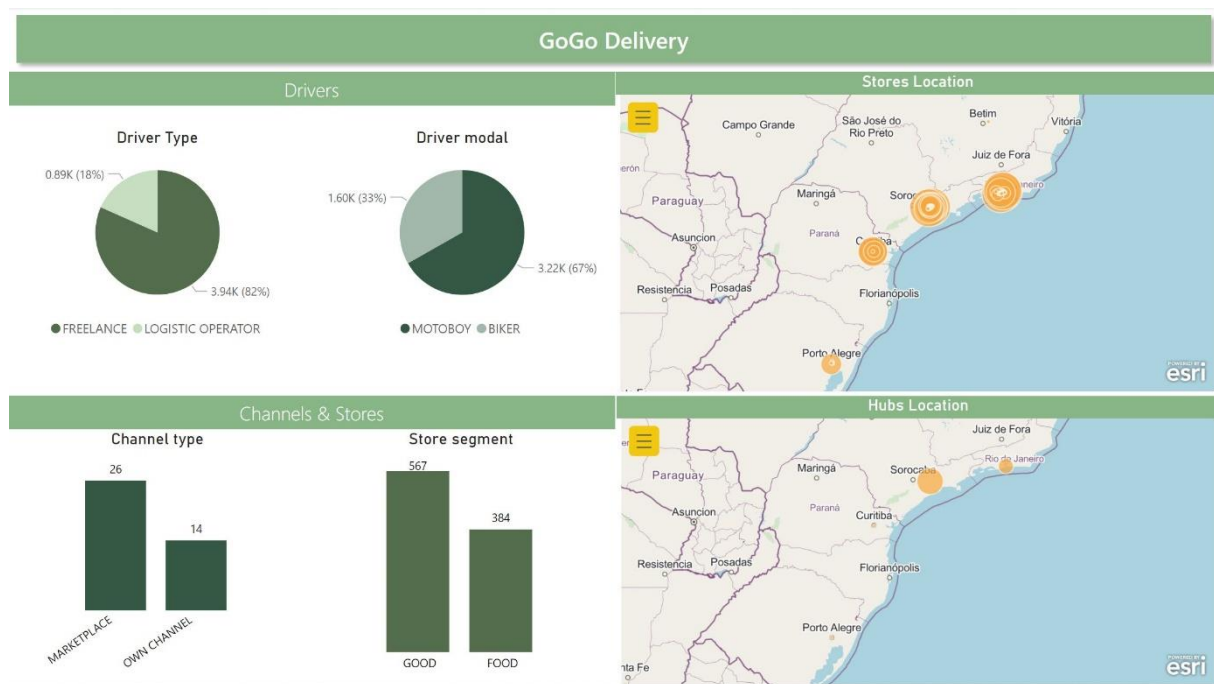 GoGo Delivery
Drivers
Driver Type
0.89K (18%)
3.94K (82%)
FREELANCE LOGISTIC OPERATOR
Driver modal
1.60K (33%)
3.22K (67%)
MOTOBOY BIKER
Stores Location
Campo Grande
São José do
Rio Preto
Betim
Vitória
Juiz de Fora
Maringá
Paraguay
Paraná
Asuncion
Resistencia
Posadas
Florianópolis
Porto Alegre
POWERED BY
esri
Channels & Stores
Channel type
26
14
MARKETPLACE
OWN CHANNEL
Store segment
567
384
GOOD
FOOD
Hubs Location
Juiz de Fora
Rio de Janeiro
Maringá
Sorocaba
Paraguay
Paraná
Asuncion
Curitiba
Resistencia
Posadas
Florianópolis
Porto Alegre
POWERED BY
esri